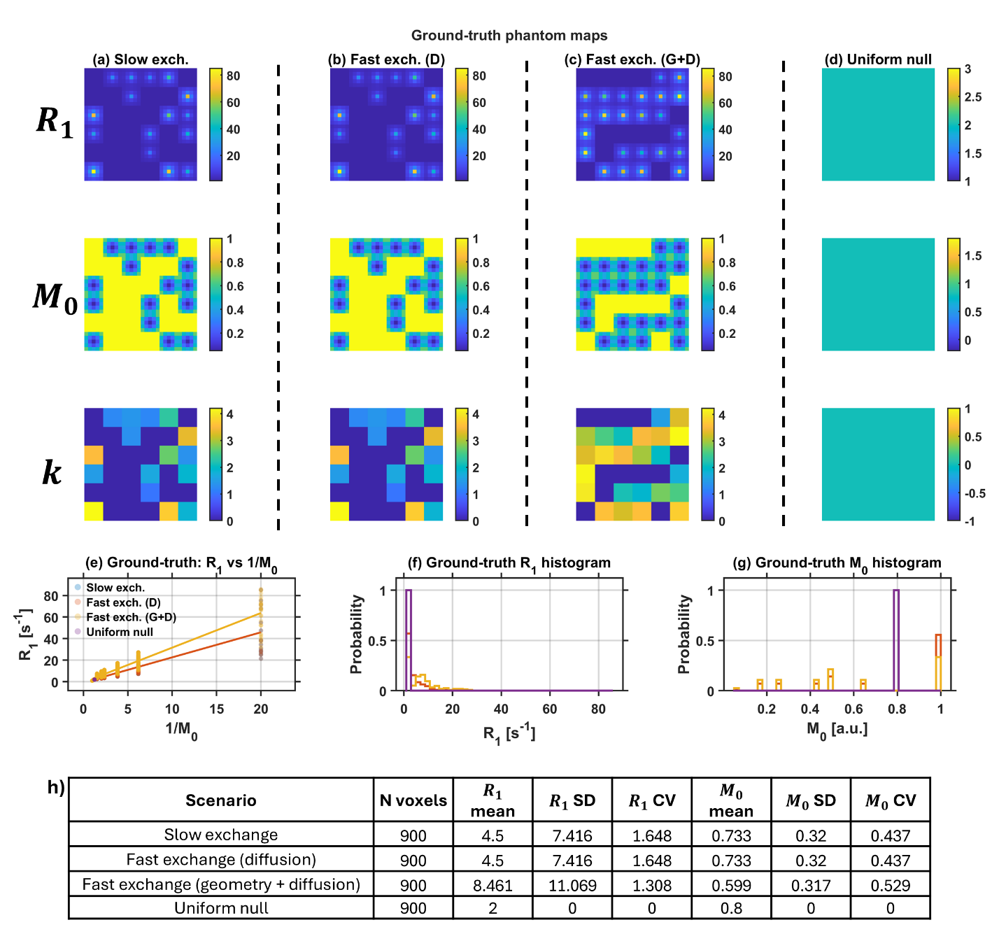 Ground-truth phantom maps
(a) Slow exch.
(b) Fast exch. (D)
(c) Fast exch. (G+D)
(d) Uniform null
R1
80
60
40
20
80
60
40
20
80
60
40
20
3
2.5
2
1.5
1
M0
1
0.8
0.6
0.4
0.2
1
0.8
0.6
0.4
0.2
1
0.8
0.6
0.4
0.2
1.5
1
0.5
0
k
4
3
2
1
0
4
3
2
1
0
4
3
2
1
0
1
0.5
0
-0.5
-1
(e) Ground-truth: R1 vs 1/M0
Slow exch.
Fast exch. (D)
Fast exch. (G+D)
Uniform null
R1 [s-1]
80
60
40
20
0
0 5 10 15 20
1/M0
(f) Ground-truth R1 histogram
Probability
1
0.5
0
0 20 40 60 80
R1 [s-1]
(g) Ground-truth M0 histogram
Probability
1
0.5
0
0.2 0.4 0.6 0.8 1
M0 [a.u.]
h)
Scenario N voxels R1 mean R1 SD R1 CV M0 mean M0 SD M0 CV
Slow exchange 900 4.5 7.416 1.648 0.733 0.32 0.437
Fast exchange (diffusion) 900 4.5 7.416 1.648 0.733 0.32 0.437
Fast exchange (geometry + diffusion) 900 8.461 11.069 1.308 0.599 0.317 0.529
Uniform null 900 2 0 0 0.8 0 0